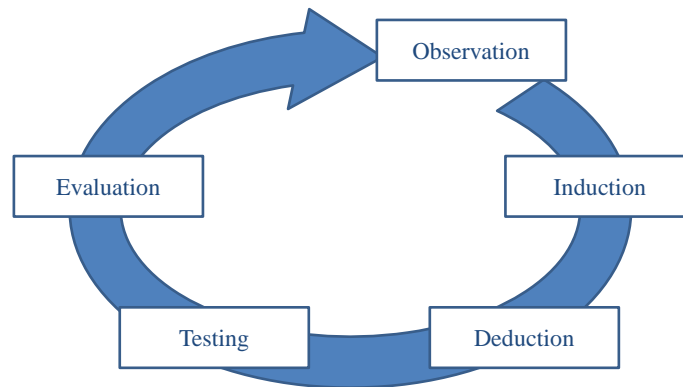 Observation
Induction
Deduction
Testing
Evaluation